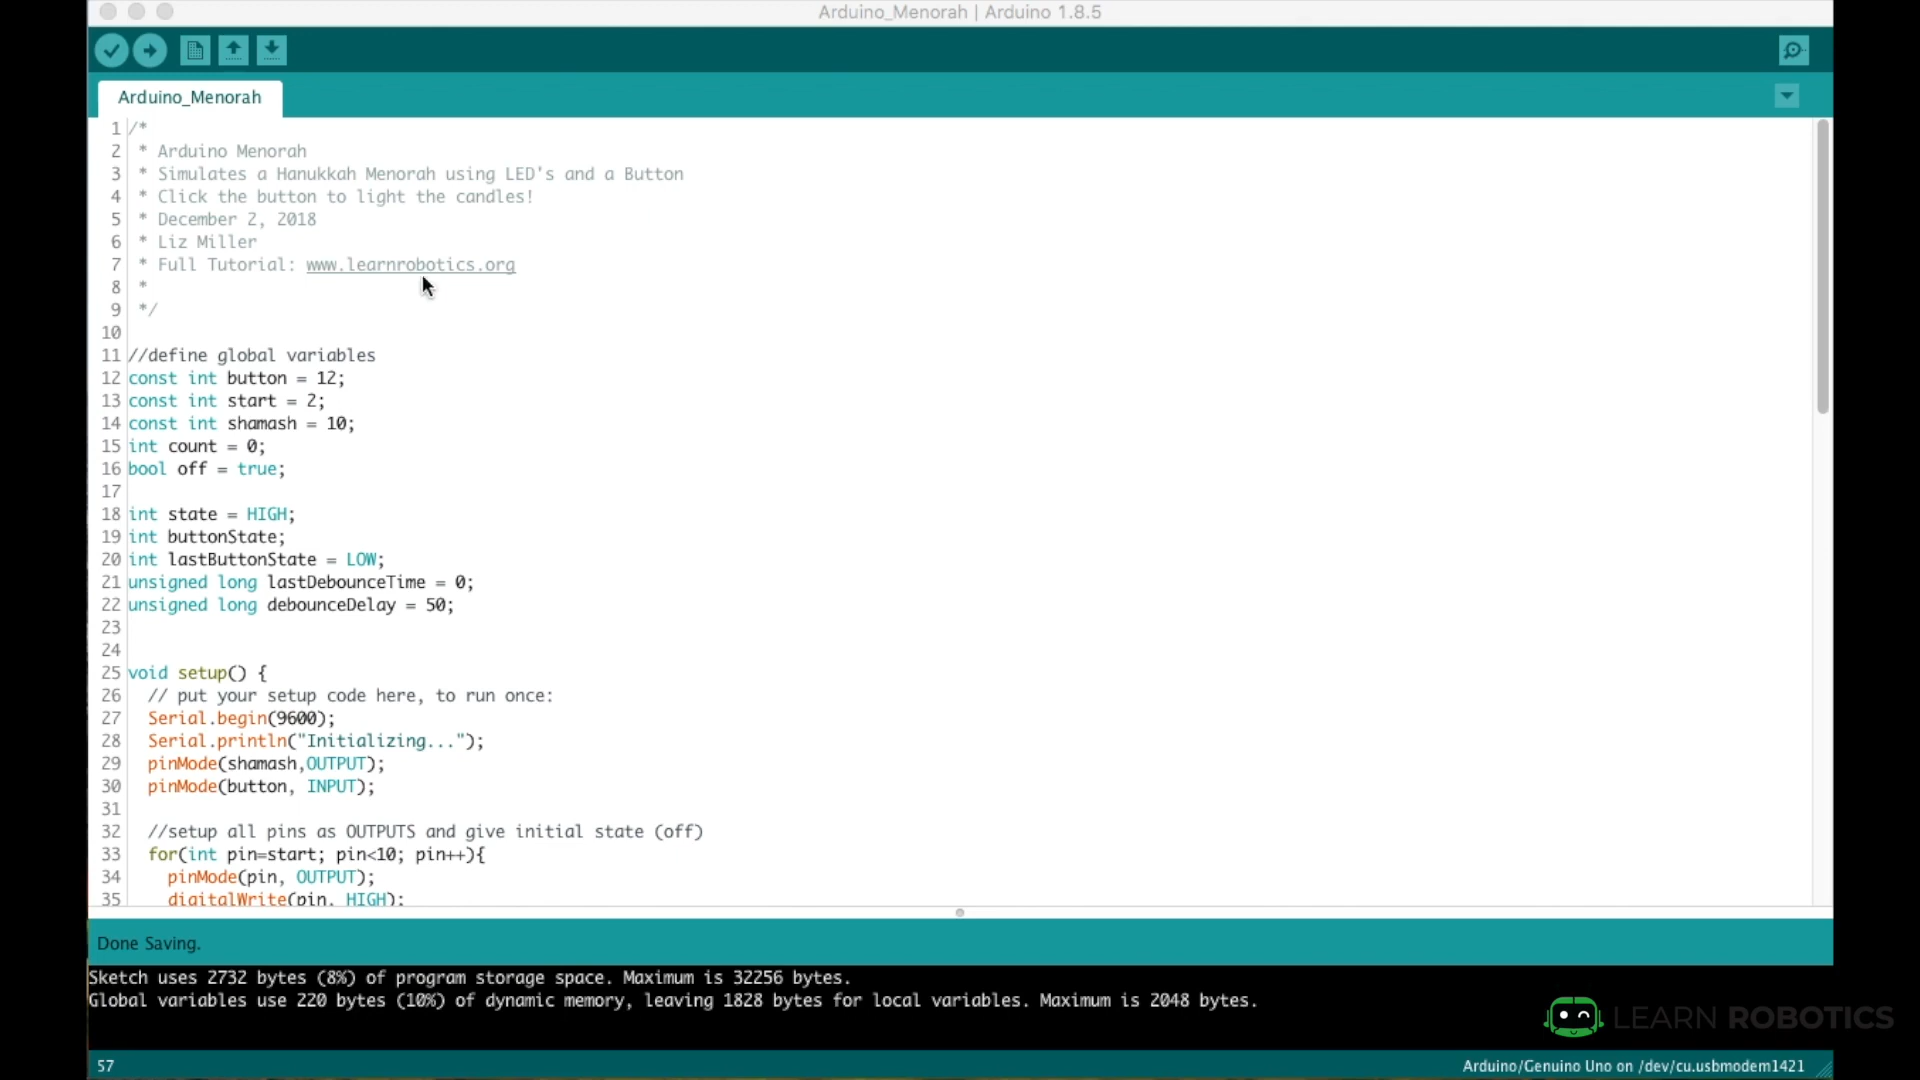 Arduino_Menorah | Arduino 1.8.5
Arduino_Menorah
1 /*
2  * Arduino Menorah
3  * Simulates a Hanukkah Menorah using LED's and a Button
4  * Click the button to light the candles!
5  * December 2, 2018
6  * Liz Miller
7  * Full Tutorial: www.learnrobotics.org
8  *
9  */
10
11 //define global variables
12 const int button = 12;
13 const int start = 2;
14 const int shamash = 10;
15 int count = 0;
16 bool off = true;
17
18 int state = HIGH;
19 int buttonState;
20 int lastButtonState = LOW;
21 unsigned long lastDebounceTime = 0;
22 unsigned long debounceDelay = 50;
23
24
25 void setup() {
26   // put your setup code here, to run once:
27   Serial.begin(9600);
28   Serial.println("Initializing...");
29   pinMode(shamash,OUTPUT);
30   pinMode(button, INPUT);
31
32   //setup all pins as OUTPUTS and give initial state (off)
33   for(int pin=start; pin<10; pin++){
34     pinMode(pin, OUTPUT);
35     digitalWrite(pin, HIGH);
Done Saving.
Sketch uses 2732 bytes (8%) of program storage space. Maximum is 32256 bytes.
Global variables use 220 bytes (10%) of dynamic memory, leaving 1828 bytes for local variables. Maximum is 2048 bytes.
LEARN ROBOTICS
57
Arduino/Genuino Uno on /dev/cu.usbmodem1421